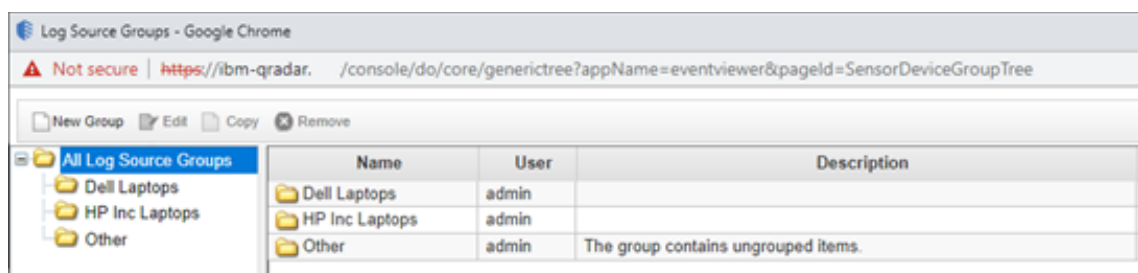 Log Source Groups - Google Chrome
Not secure | https://ibm-qradar. /console/do/core/generictree?appName=eventviewer&pageId=SensorDeviceGroupTree
New Group Edit Copy Remove
All Log Source Groups
Dell Laptops
HP Inc Laptops
Other
Name User Description
Dell Laptops admin
HP Inc Laptops admin
Other admin The group contains ungrouped items.